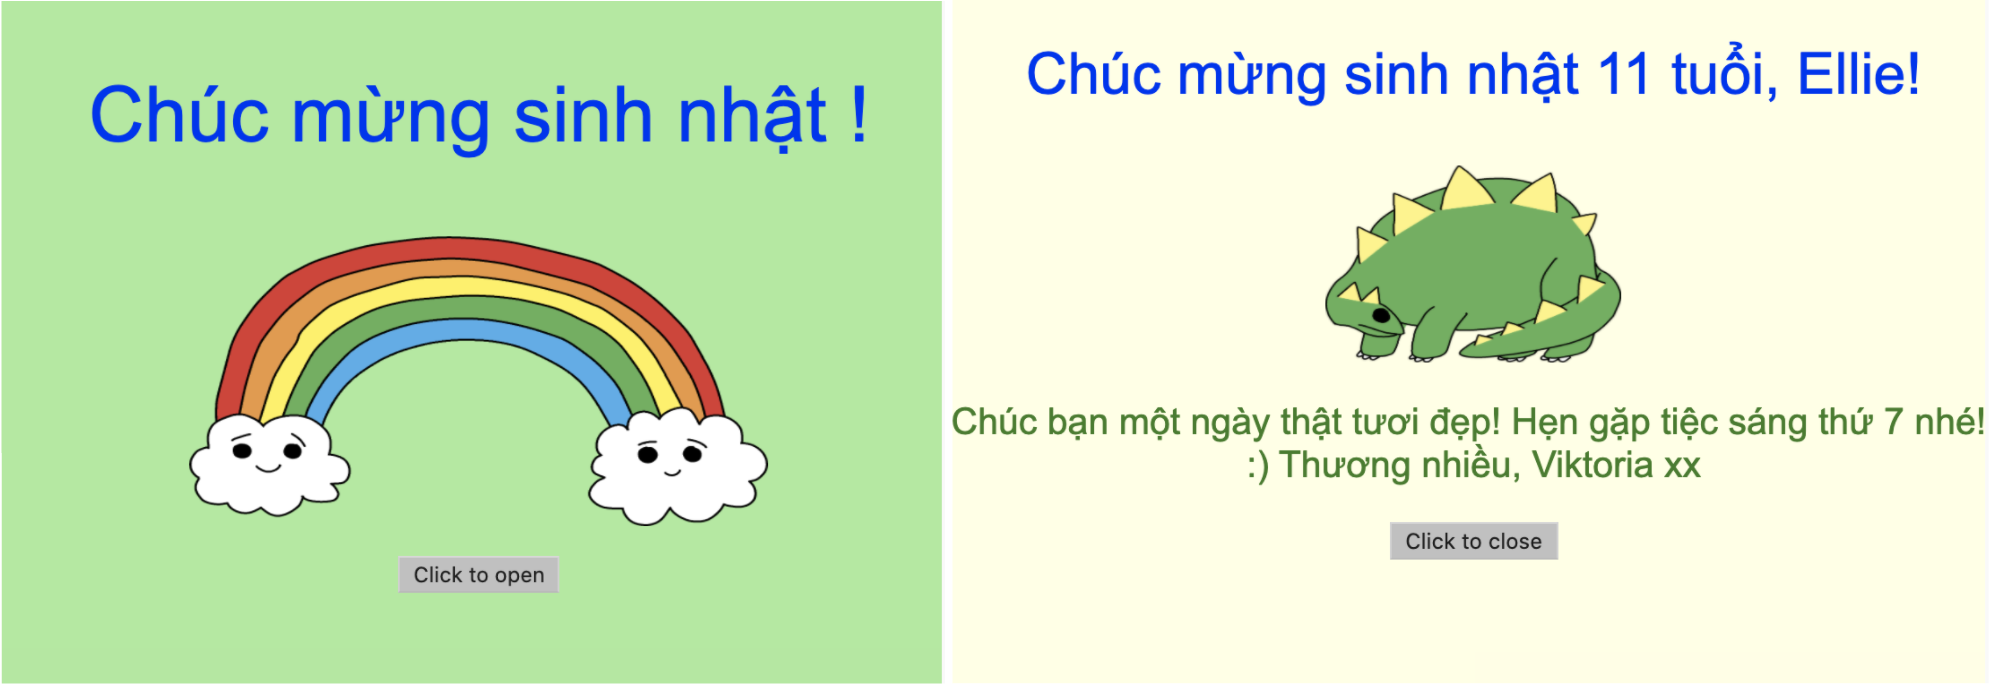 Chúc mừng sinh nhật !
Click to open
Chúc mừng sinh nhật 11 tuổi, Ellie!
Chúc bạn một ngày thật tươi đẹp! Hẹn gặp tiệc sáng thứ 7 nhé!
:) Thương nhiều, Viktoria xx
Click to close